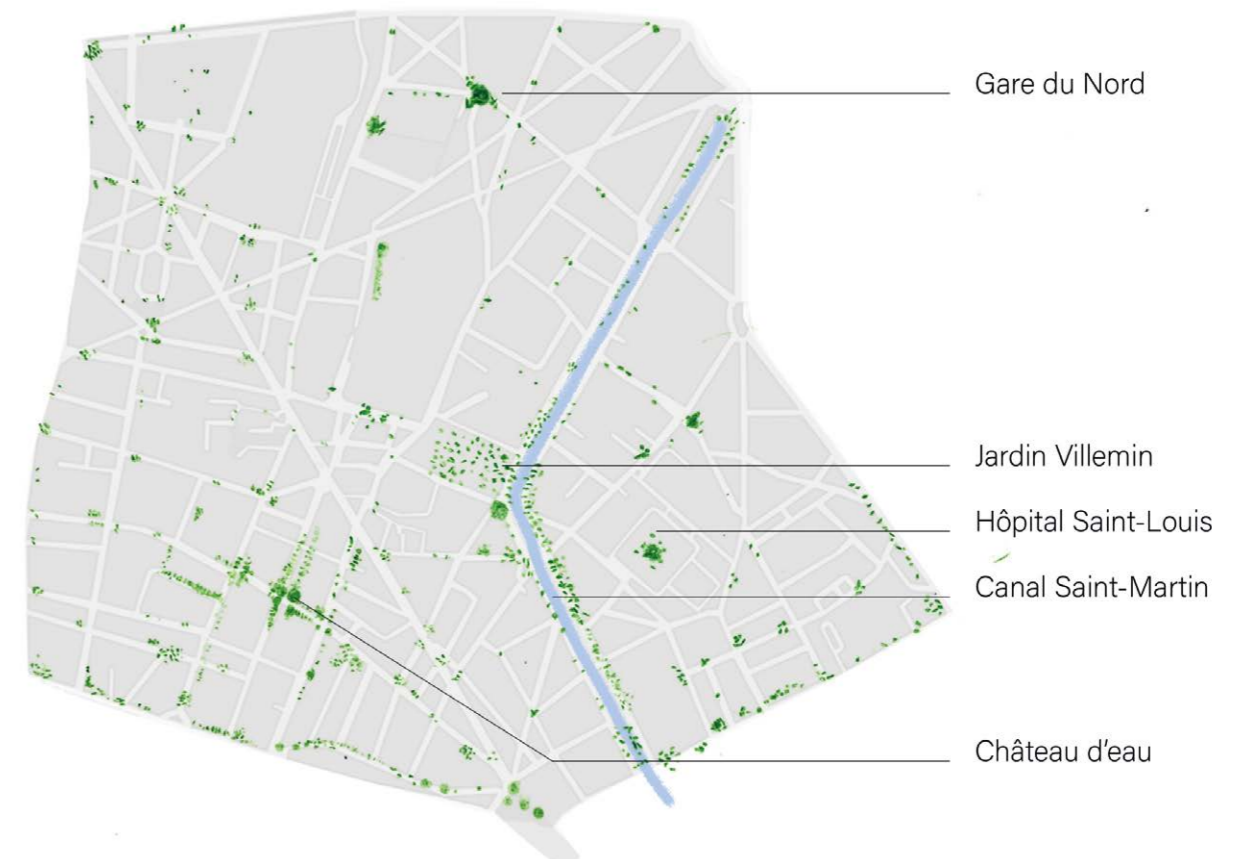 Gare du Nord
Jardin Villemin
Hôpital Saint-Louis
Canal Saint-Martin
Château d'eau